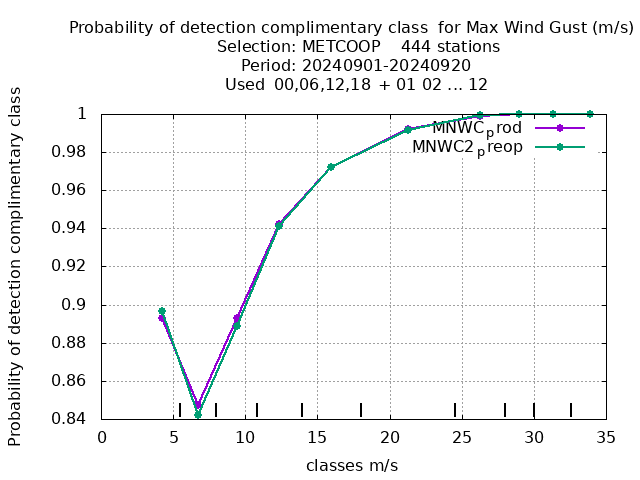 Probability of detection complimentary class for Max Wind Gust (m/s)
Selection: METCOOP 444 stations
Period: 20240901-20240920
Used 00,06,12,18 + 01 02 ... 12
Probability of detection complimentary class
1
0.98
0.96
0.94
0.92
0.9
0.88
0.86
0.84
MNWCprod
MNWC2preop
0 5 10 15 20 25 30 35
classes m/s